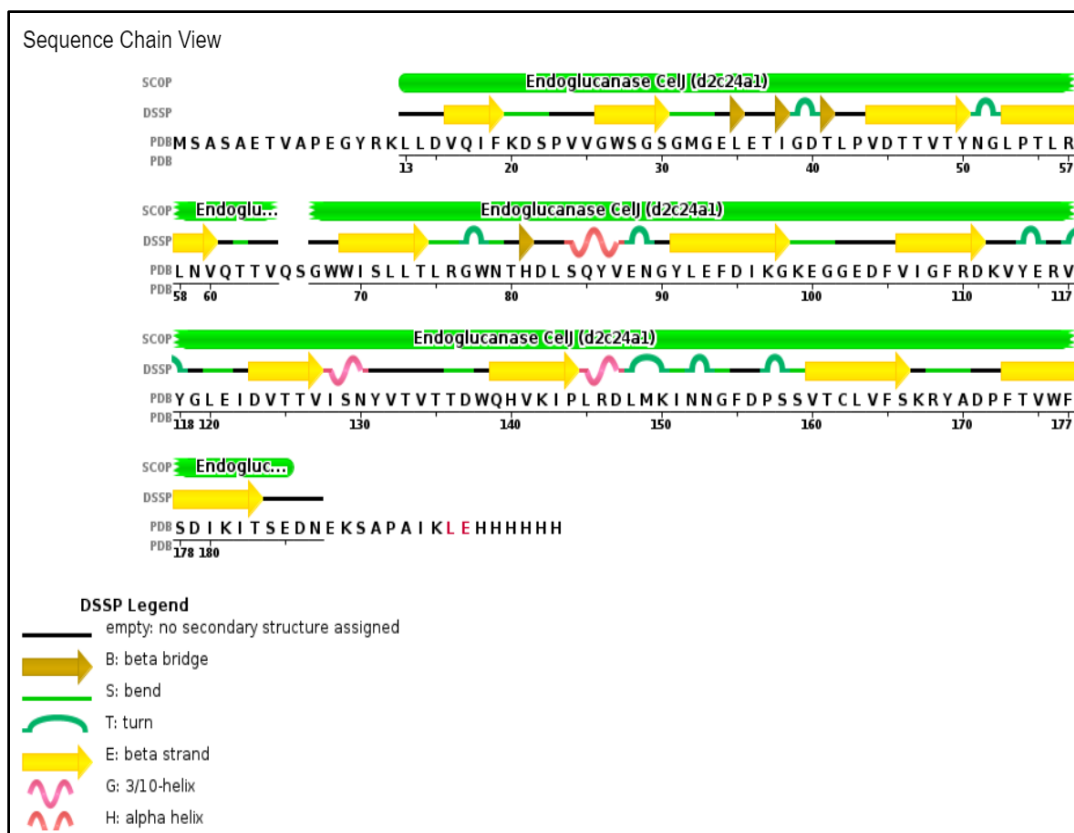 Sequence Chain View
SCOP Endoglucanase CelJ (d2c24a1)
DSSP
PDB MSASAETVAPEGYRKLLDVQIFKDSPVVGWSGSGMGELETIGDTLPVDTTVTYNGLPTLR
PDB 13 20 30 40 50 57
SCOP Endoglu... Endoglucanase CelJ (d2c24a1)
DSSP
PDB LNVQTTVQSGWWISLLTLRGWNTHDLSQYVENGYLEFDIKGKEGGEDFVIGFRDKVYERV
PDB 58 60 70 80 90 100 110 117
SCOP Endoglucanase CelJ (d2c24a1)
DSSP
PDB YGLEIDVTTVISNYVTVTTDWQHVKIPLRDLMKINNGFDPSSVTCLVFSKRYADPFTVWF
PDB 118 120 130 140 150 160 170 177
SCOP Endogluc...
DSSP
PDB SDIKITSEDNEKSAPAIKLEHHHHHH
PDB 178 180
DSSP Legend
empty: no secondary structure assigned
B: beta bridge
S: bend
T: turn
E: beta strand
G: 3/10-helix
H: alpha helix